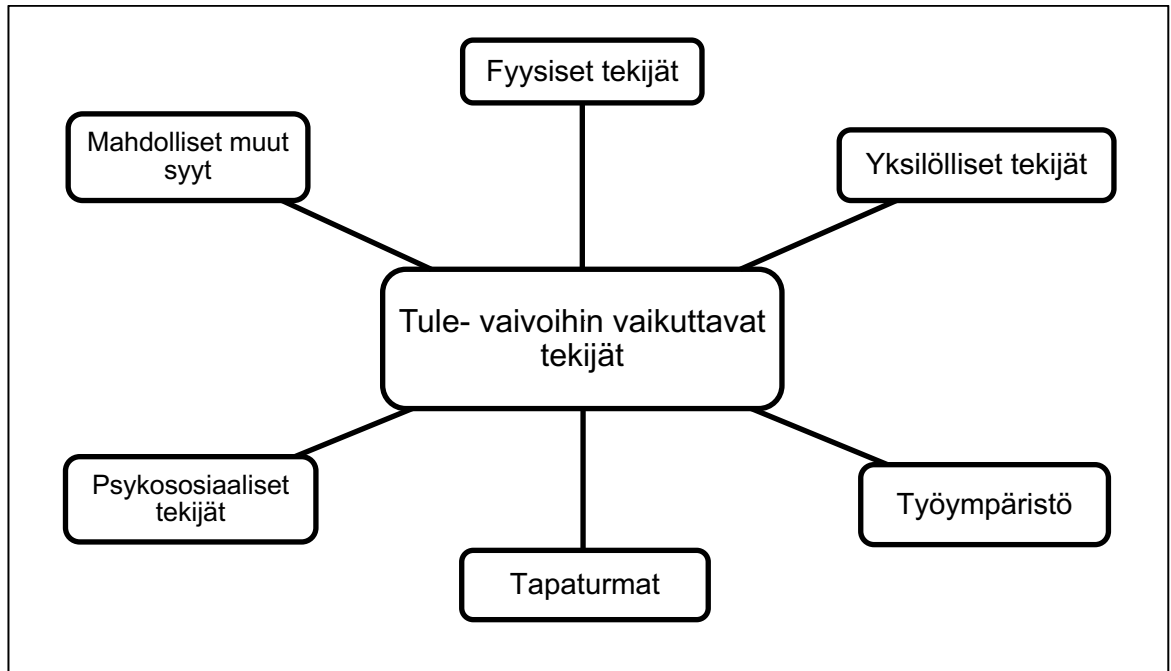 Fyysiset tekijät
Mahdolliset muut
syyt
Yksilölliset tekijät
Tule- vaivoihin vaikuttavat
tekijät
Psykososiaaliset
tekijät
Työympäristö
Tapaturmat